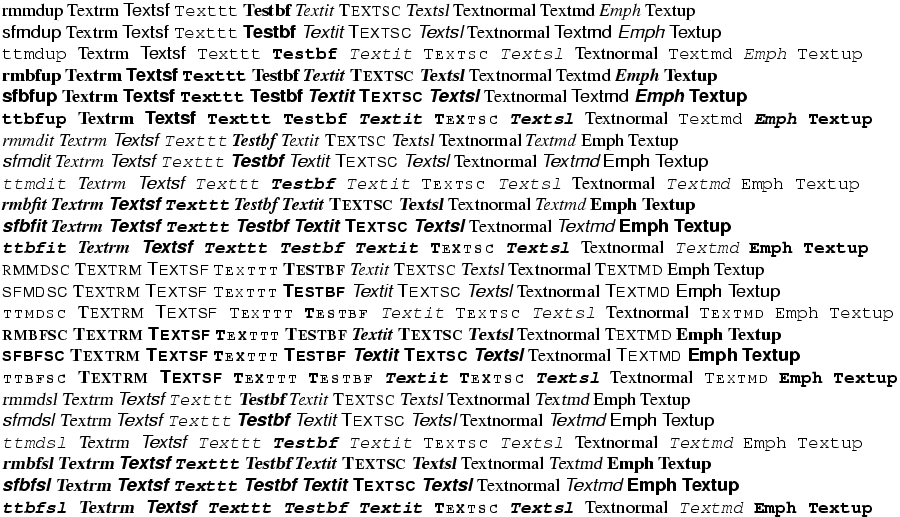 rmmdup Textrm Textsf Texttt Testbf Textit TEXTSC Textsl Textnormal Textmd Emph Textup
sfmdup Textrm Textsf Texttt Testbf Textit TEXTSC Textsl Textnormal Textmd Emph Textup
ttmdup Textrm Textsf Texttt Testbf Textit TEXTSC Textsl Textnormal Textmd Emph Textup
rmbfup Textrm Textsf Texttt Testbf Textit TEXTSC Textsl Textnormal Textmd Emph Textup
sfbfup Textrm Textsf Texttt Testbf Textit TEXTSC Textsl Textnormal Textmd Emph Textup
ttbfup Textrm Textsf Texttt Testbf Textit TEXTSC Textsl Textnormal Textmd Emph Textup
rmmdit Textrm Textsf Texttt Testbf Textit TEXTSC Textsl Textnormal Textmd Emph Textup
sfmdit Textrm Textsf Texttt Testbf Textit TEXTSC Textsl Textnormal Textmd Emph Textup
ttmdit Textrm Textsf Texttt Testbf Textit TEXTSC Textsl Textnormal Textmd Emph Textup
rmbfit Textrm Textsf Texttt Testbf Textit TEXTSC Textsl Textnormal Textmd Emph Textup
sfbfit Textrm Textsf Texttt Testbf Textit TEXTSC Textsl Textnormal Textmd Emph Textup
ttbfit Textrm Textsf Texttt Testbf Textit TEXTSC Textsl Textnormal Textmd Emph Textup
RMMDSC TEXTRM TEXTSF TEXTTT TESTBF Textit TEXTSC Textsl Textnormal TEXTMD Emph Textup
SFMDSC TEXTRM TEXTSF TEXTTT TESTBF Textit TEXTSC Textsl Textnormal TEXTMD Emph Textup
TTMDSC TEXTRM TEXTSF TEXTTT TESTBF Textit TEXTSC Textsl Textnormal TEXTMD Emph Textup
RMBFSC TEXTRM TEXTSF TEXTTT TESTBF Textit TEXTSC Textsl Textnormal TEXTMD Emph Textup
SFBFSC TEXTRM TEXTSF TEXTTT TESTBF Textit TEXTSC Textsl Textnormal TEXTMD Emph Textup
TTBFSC TEXTRM TEXTSF TEXTTT TESTBF Textit TEXTSC Textsl Textnormal TEXTMD Emph Textup
rmmdsl Textrm Textsf Texttt Testbf Textit TEXTSC Textsl Textnormal Textmd Emph Textup
sfmdsl Textrm Textsf Texttt Testbf Textit TEXTSC Textsl Textnormal Textmd Emph Textup
ttmdsl Textrm Textsf Texttt Testbf Textit TEXTSC Textsl Textnormal Textmd Emph Textup
rmbfsl Textrm Textsf Texttt Testbf Textit TEXTSC Textsl Textnormal Textmd Emph Textup
sfbfsl Textrm Textsf Texttt Testbf Textit TEXTSC Textsl Textnormal Textmd Emph Textup
ttbfsl Textrm Textsf Texttt Testbf Textit TEXTSC Textsl Textnormal Textmd Emph Textup